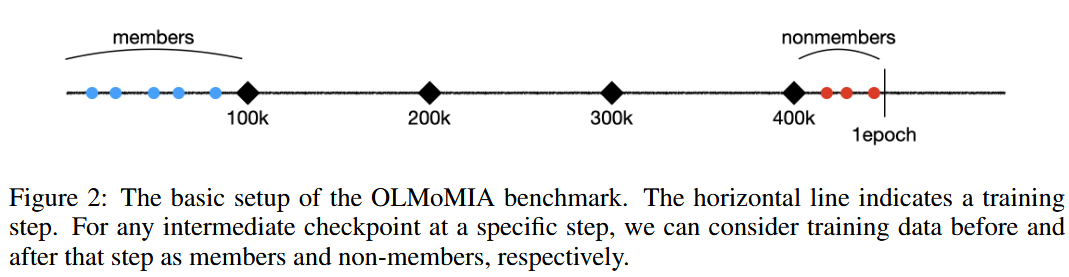 members
nonmembers
100k
200k
300k
400k
1epoch
Figure 2: The basic setup of the OLMoMIA benchmark. The horizontal line indicates a training
step. For any intermediate checkpoint at a specific step, we can consider training data before and
after that step as members and non-members, respectively.